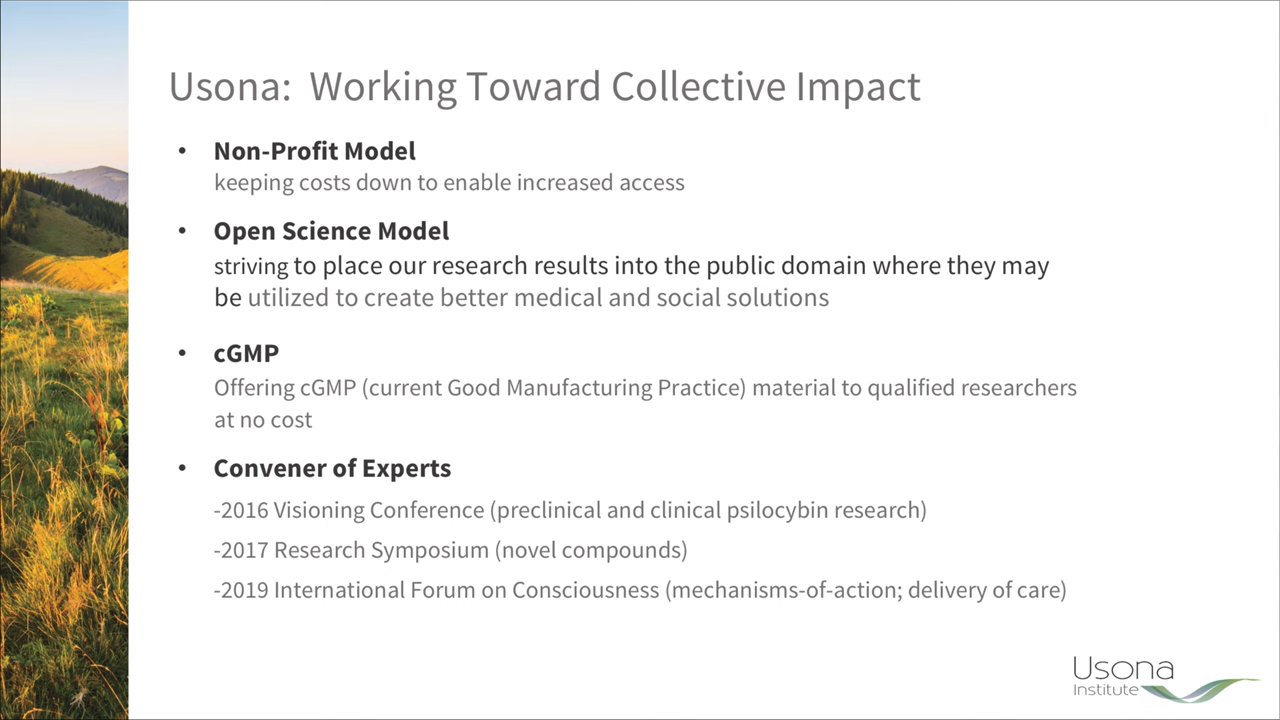 Usona: Working Toward Collective Impact
• Non-Profit Model
keeping costs down to enable increased access
• Open Science Model
striving to place our research results into the public domain where they may
be utilized to create better medical and social solutions
• cGMP
Offering cGMP (current Good Manufacturing Practice) material to qualified researchers
at no cost
• Convener of Experts
-2016 Visioning Conference (preclinical and clinical psilocybin research)
-2017 Research Symposium (novel compounds)
-2019 International Forum on Consciousness (mechanisms-of-action; delivery of care)
Usona
Institute